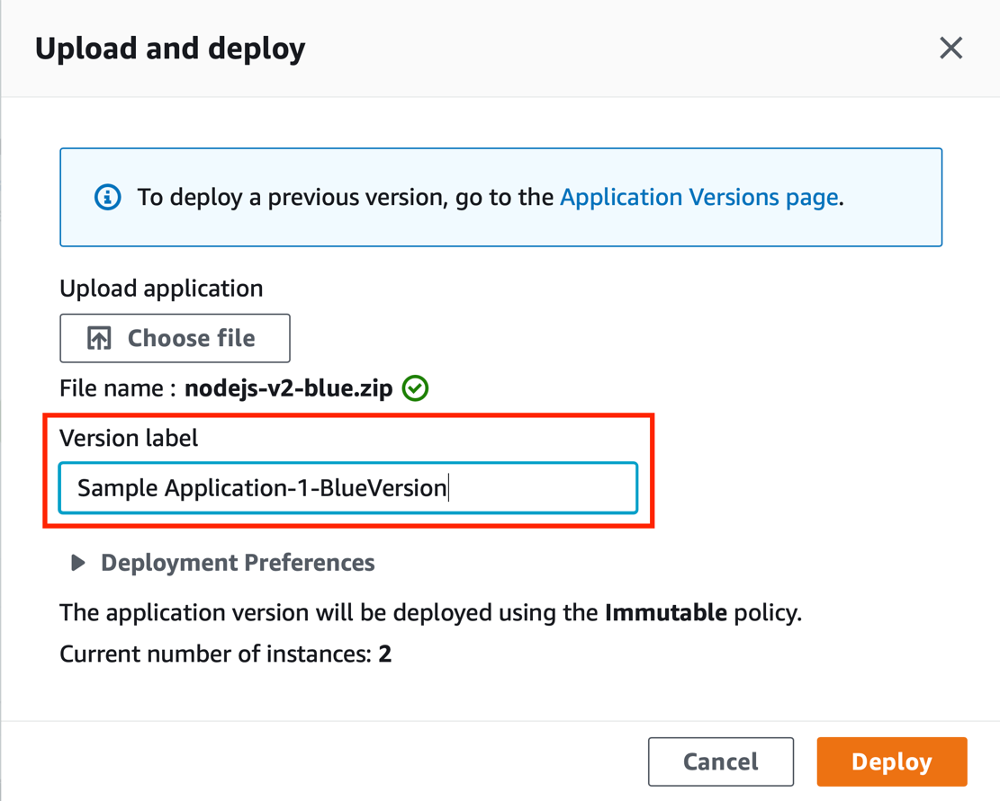 Upload and deploy
To deploy a previous version, go to the Application Versions page.
Upload application
Choose file
File name : nodejs-v2-blue.zip
Version label
Sample Application-1-BlueVersion
Deployment Preferences
The application version will be deployed using the Immutable policy.
Current number of instances: 2
Cancel
Deploy